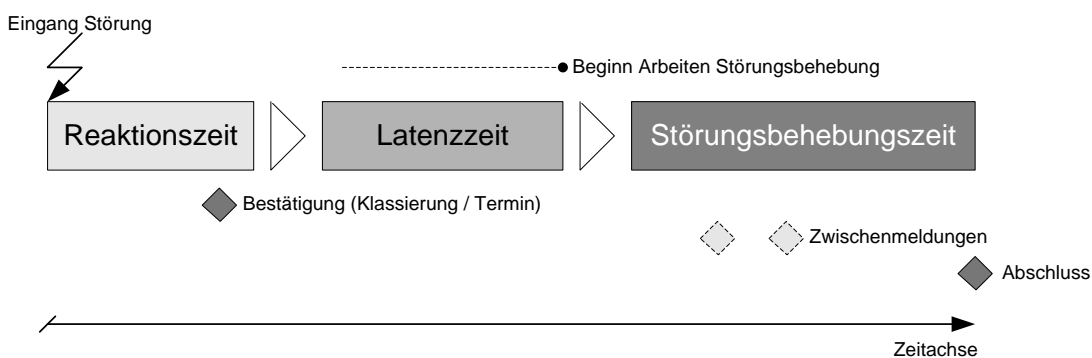 Eingang Störung
Beginn Arbeiten Störungsbehebung
Reaktionszeit
Latenzzeit
Störungsbehebungszeit
Bestätigung (Klassierung / Termin)
Zwischenmeldungen
Abschluss
Zeitachse